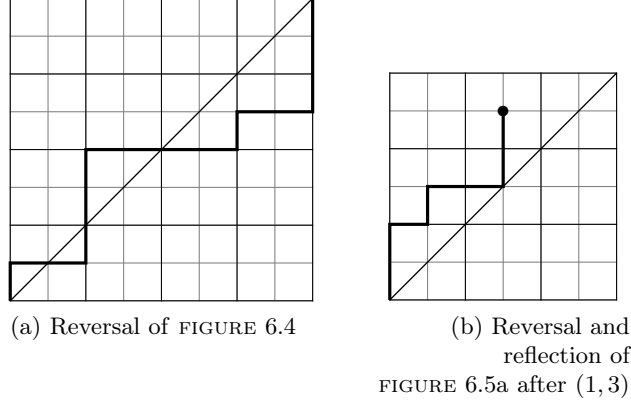 (a) Reversal of FIGURE 6.4
(b) Reversal and
reflection of
FIGURE 6.5a after (1, 3)